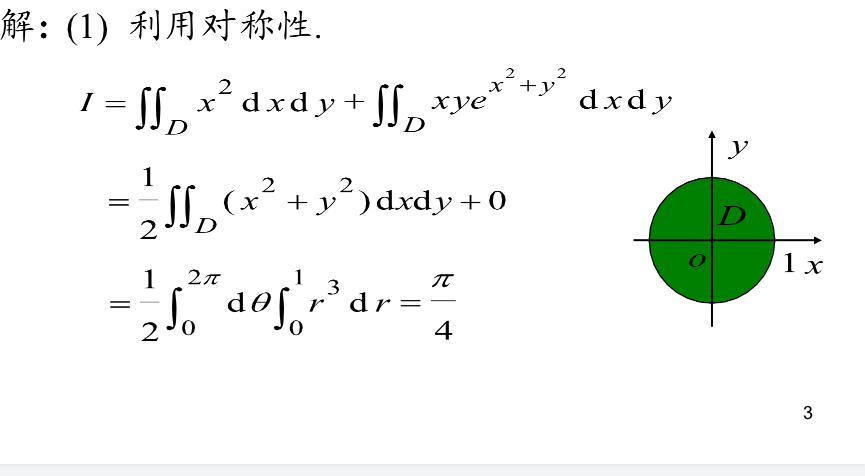 解: (1) 利用对称性.
I = ∬_D x² dxdy + ∬_D xye^{x²+y²} dxdy
= 1/2 ∬_D (x² + y²)dxdy + 0
= 1/2 ∫_0^{2π} dθ ∫_0^1 r³ dr = π/4
y
D
o
1 x
3